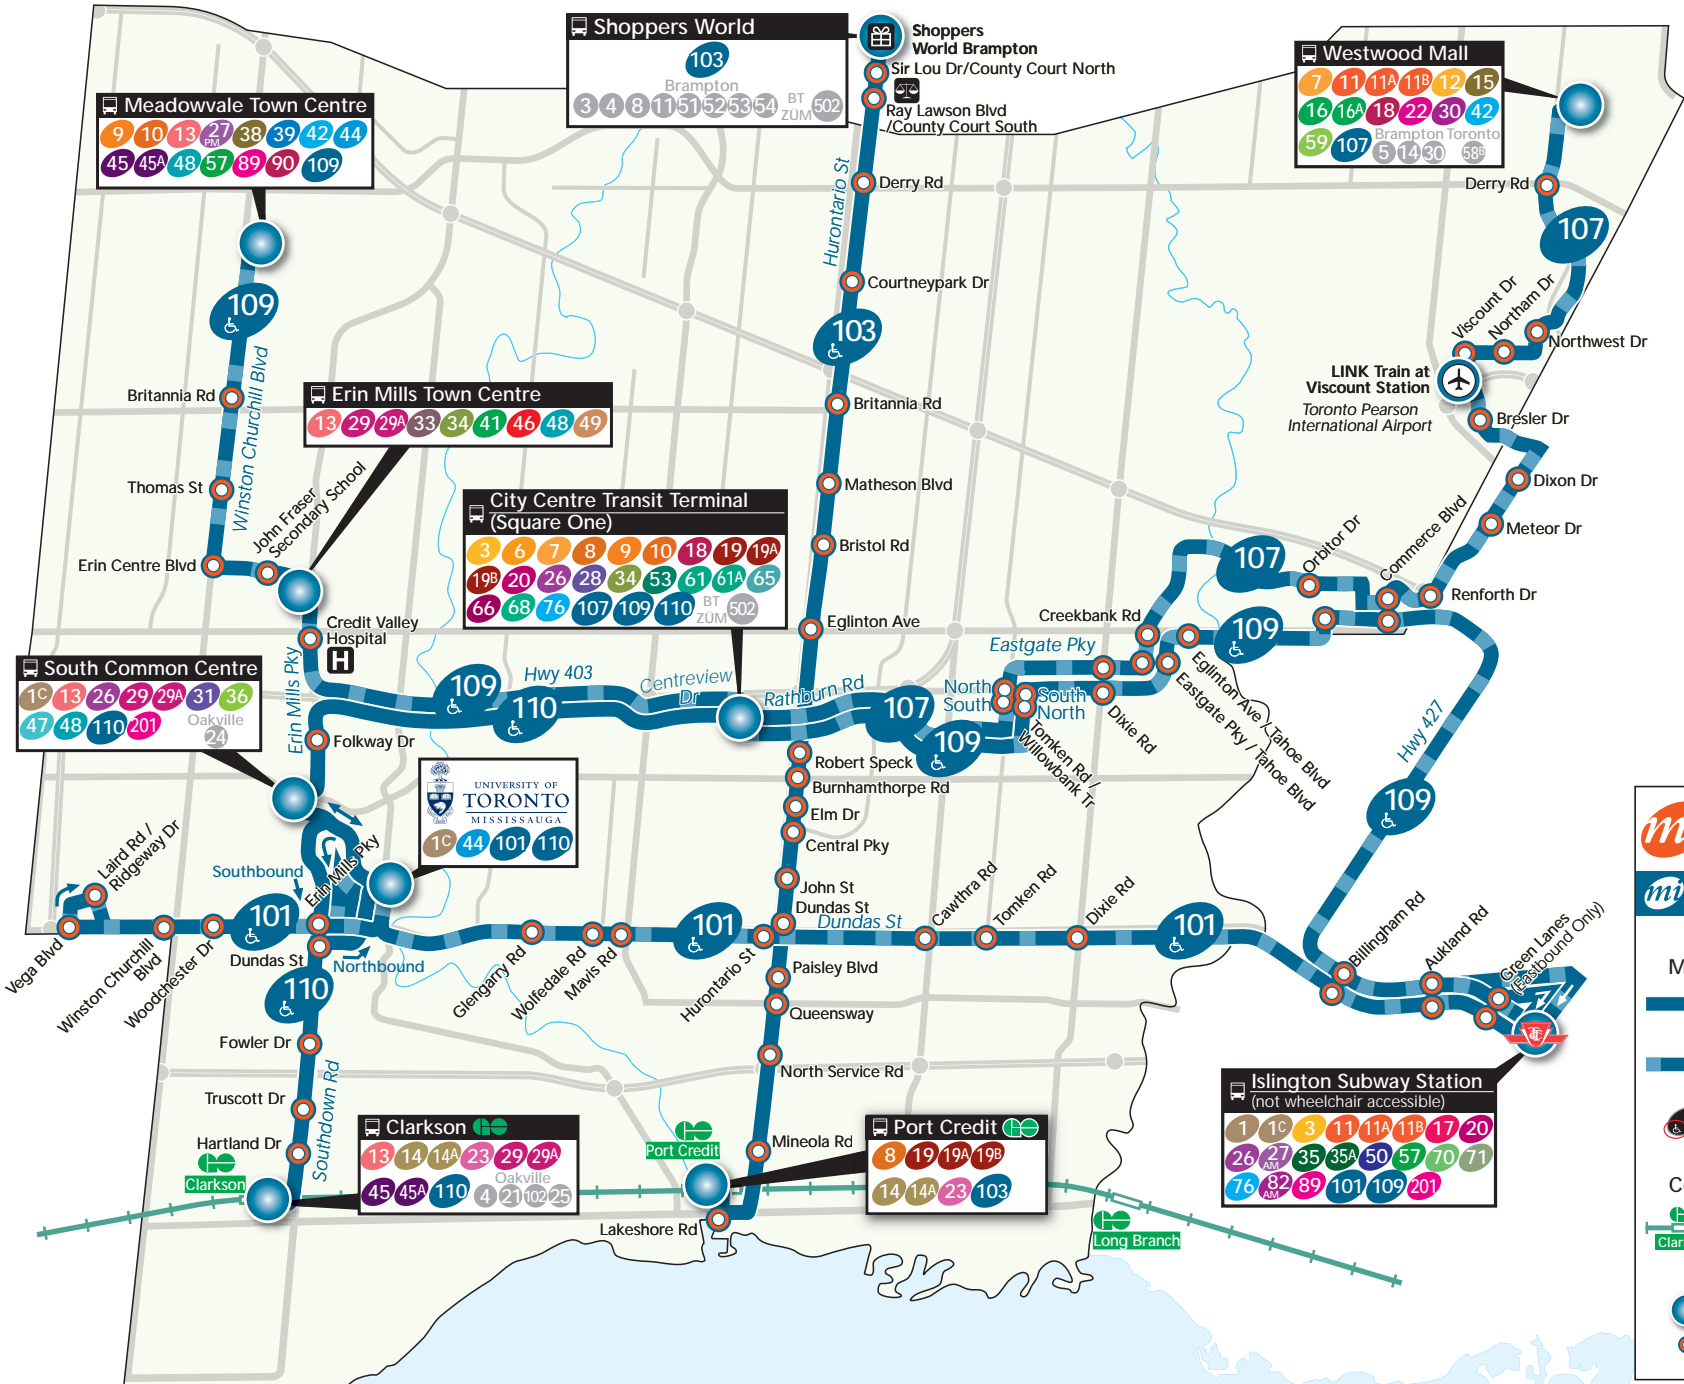 Shoppers World
103
Brampton
3 4 8 11 51 52 53 54 BT ZÜM 502
Shoppers
World Brampton
Sir Lou Dr/County Court North
Ray Lawson Blvd
/County Court South
Westwood Mall
7 11 11A 11B 12 15
16 16A 18 22 30 42
59 107 Brampton 5 14 30 Toronto 58B
Meadowvale Town Centre
9 10 13 27 PM 38 39 42 44
45 45A 48 57 89 90 109
Hurontario St
Derry Rd
Derry Rd
107
Courtneypark Dr
109
103
Viscount Dr
Northam Dr
Northwest Dr
LINK Train at
Viscount Station
Toronto Pearson
International Airport
Bresler Dr
Britannia Rd
Winston Churchill Blvd
Thomas St
Erin Mills Town Centre
13 29 29A 33 34 41 46 48 49
Britannia Rd
Matheson Blvd
Bristol Rd
Eglinton Ave
Dixon Dr
Meteor Dr
Commerce Blvd
Orbitor Dr
Renforth Dr
107
John Fraser
Secondary School
Erin Centre Blvd
City Centre Transit Terminal
(Square One)
3 6 7 8 9 10 18 19 19A
19B 20 26 28 34 53 61 61A 65
66 68 76 107 109 110 BT ZÜM 502
Credit Valley
Hospital
H
Creekbank Rd
109
Eastgate Pky
South Common Centre
1C 13 26 29 29A 31 36
47 48 110 201 Oakville 24
Erin Mills Pky
109
110
Hwy 403
Centreview
Dr
Rathburn Rd
107
109
North
South
South
North
Dixie Rd
Tomken Rd /
Willowbank Tr
Eglinton Ave / Tahoe Blvd
Eastgate Pky / Tahoe Blvd
Hwy 427
109
Folkway Dr
Robert Speck
Burnhamthorpe Rd
Elm Dr
Central Pky
John St
Dundas St
UNIVERSITY OF
TORONTO
MISSISSAUGA
1C 44 101 110
Laird Rd /
Ridgeway Dr
Southbound
Erin Mills Pky
101
Vega Blvd
Winston Churchill
Blvd
Woodchester Dr
Dundas St
Northbound
110
Glengarry Rd
Wolfedale Rd
Mavis Rd
101
Hurontario St
Dundas St
Cawthra Rd
Tomken Rd
Dixie Rd
101
Billingham Rd
Aukland Rd
Green Lanes
(Eastbound Only)
Paisley Blvd
Queensway
North Service Rd
Fowler Dr
Truscott Dr
Hartland Dr
Southdown Rd
Clarkson
Clarkson
13 14 14A 23 29 29A
45 45A 110 Oakville 4 21 102 25
Port Credit
Mineola Rd
Lakeshore Rd
Port Credit
8 19 19A 19B
14 14A 23 103
Long Branch
TTC
Islington Subway Station
(not wheelchair accessible)
1 1C 3 11 11A 11B 17 20
26 27 AM 35 35A 50 57 70 71
76 82 AM 89 101 109 201